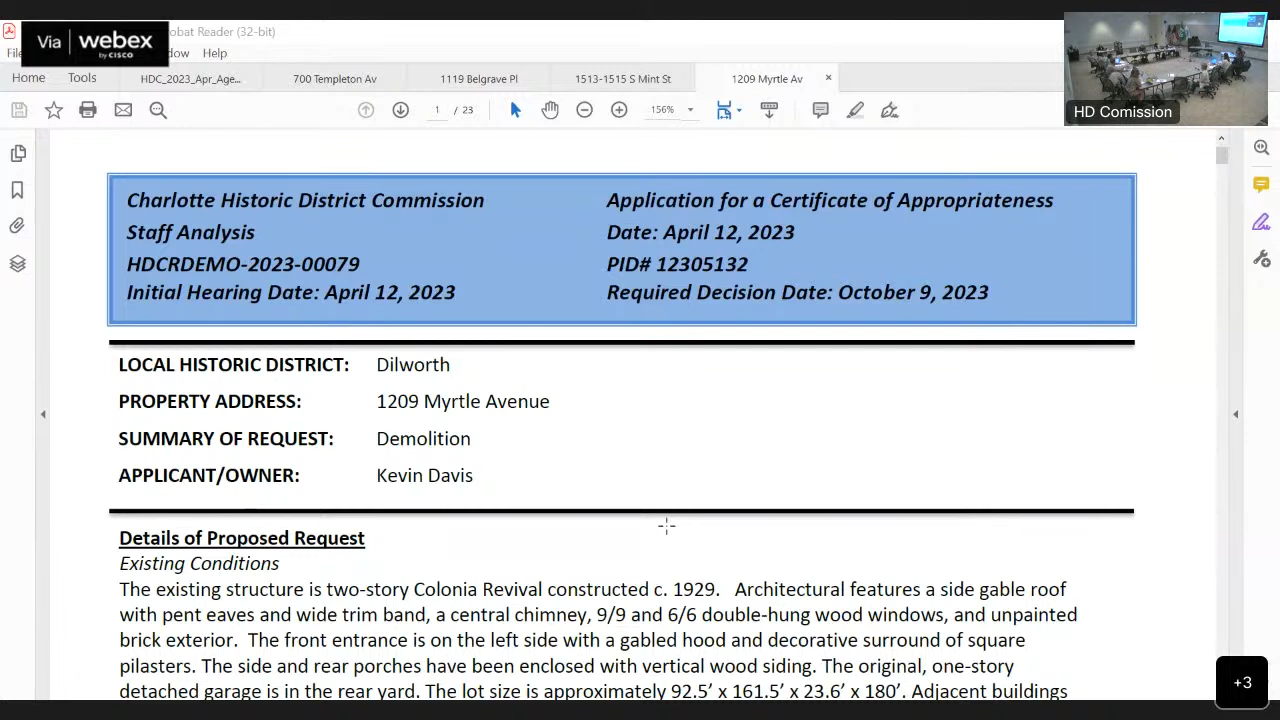 Via webex
by CISCO
obat Reader (32-bit)
File
dow Help
Home Tools HDC_2023_Apr_Age... 700 Templeton Av 1119 Belgrave Pl 1513-1515 S Mint St 1209 Myrtle Av ×
1 / 23 156%
HD Comission
Charlotte Historic District Commission Application for a Certificate of Appropriateness
Staff Analysis Date: April 12, 2023
HDCRDEMO-2023-00079 PID# 12305132
Initial Hearing Date: April 12, 2023 Required Decision Date: October 9, 2023
LOCAL HISTORIC DISTRICT: Dilworth
PROPERTY ADDRESS: 1209 Myrtle Avenue
SUMMARY OF REQUEST: Demolition
APPLICANT/OWNER: Kevin Davis
Details of Proposed Request
Existing Conditions
The existing structure is two-story Colonia Revival constructed c. 1929. Architectural features a side gable roof
with pent eaves and wide trim band, a central chimney, 9/9 and 6/6 double-hung wood windows, and unpainted
brick exterior. The front entrance is on the left side with a gabled hood and decorative surround of square
pilasters. The side and rear porches have been enclosed with vertical wood siding. The original, one-story
detached garage is in the rear yard. The lot size is approximately 92.5’ x 161.5’ x 23.6’ x 180’. Adjacent buildings
+3